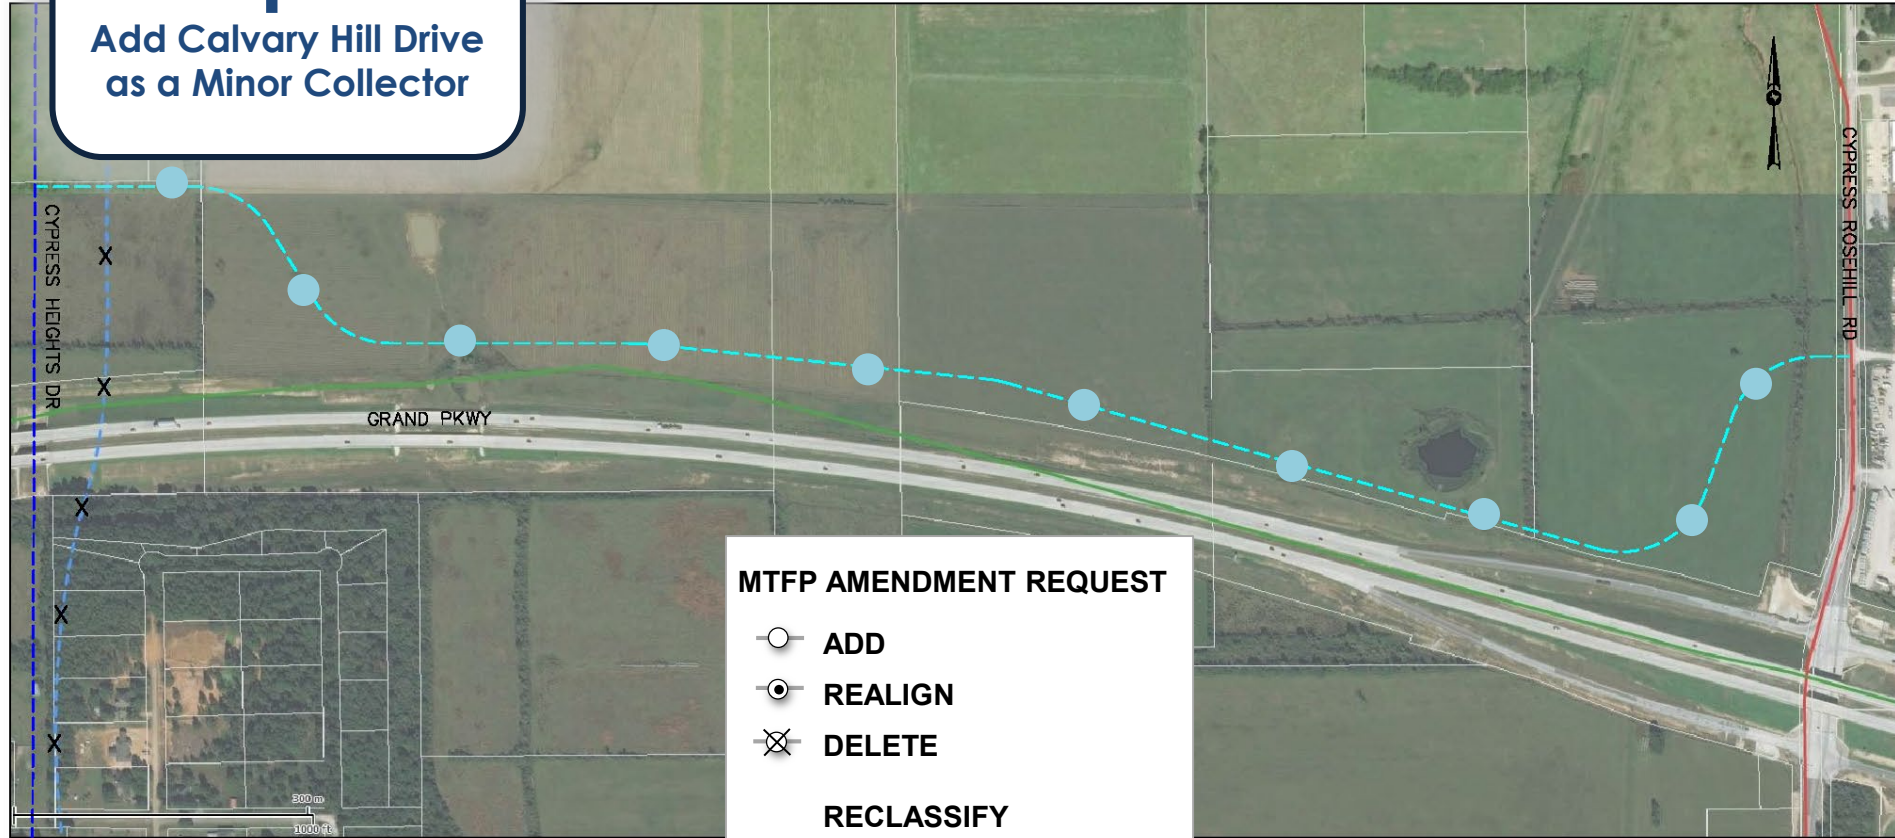 Add Calvary Hill Drive
as a Minor Collector
CYPRESS HEIGHTS DR
GRAND PKWY
CYPRESS ROSEHILL RD
X
X
X
X
X
MTFP AMENDMENT REQUEST
ADD
REALIGN
DELETE
RECLASSIFY
300 m
1000 ft